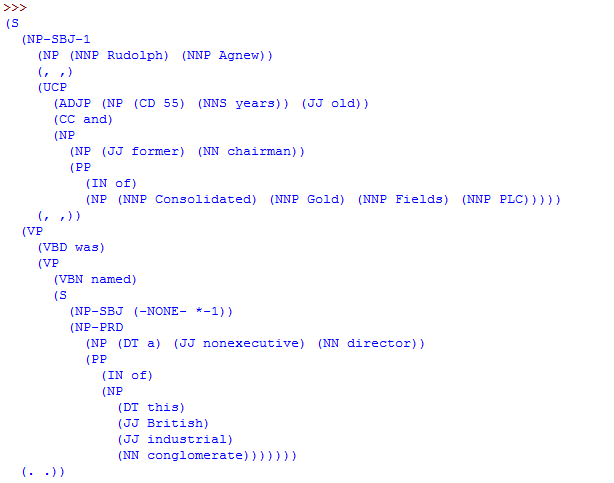 >>>
(S
(NP-SBJ-1
(NP (NNP Rudolph) (NNP Agnew))
(, ,)
(UCP
(ADJP (NP (CD 55) (NNS years)) (JJ old))
(CC and)
(NP
(NP (JJ former) (NN chairman))
(PP
(IN of)
(NP (NNP Consolidated) (NNP Gold) (NNP Fields) (NNP PLC)))))
(, ,))
(VP
(VBD was)
(VP
(VBN named)
(S
(NP-SBJ (-NONE- *-1))
(NP-PRD
(NP (DT a) (JJ nonexecutive) (NN director))
(PP
(IN of)
(NP
(DT this)
(JJ British)
(JJ industrial)
(NN conglomerate)))))))
(. .))